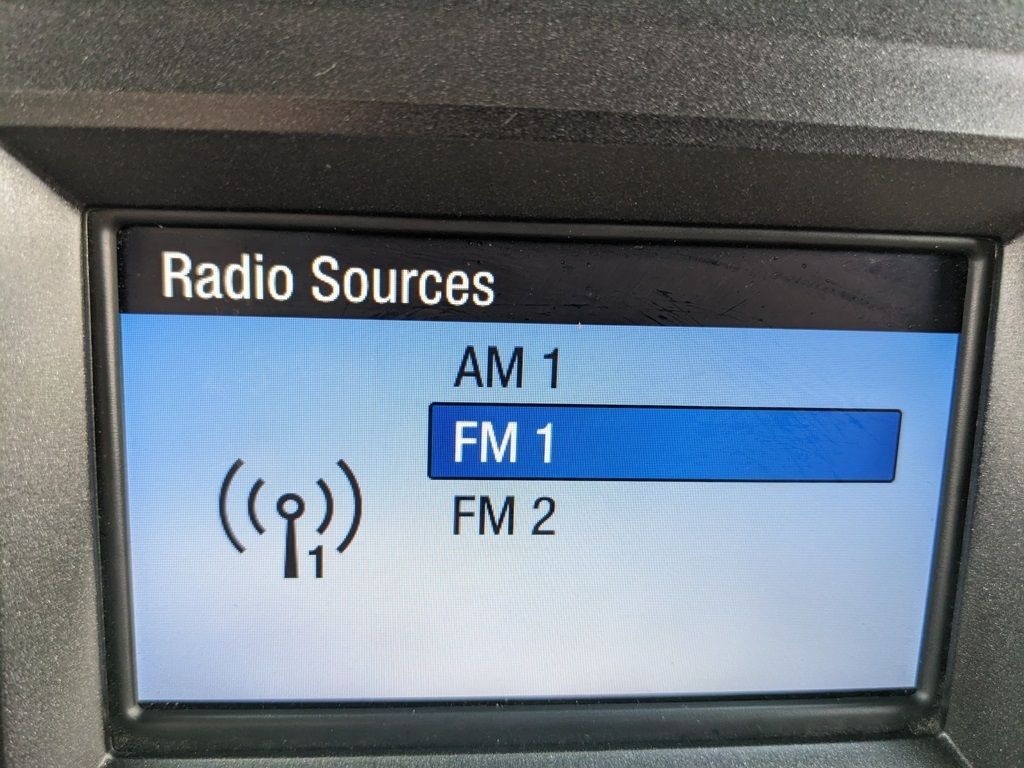 Radio Sources
AM 1
FM 1
FM 2
1